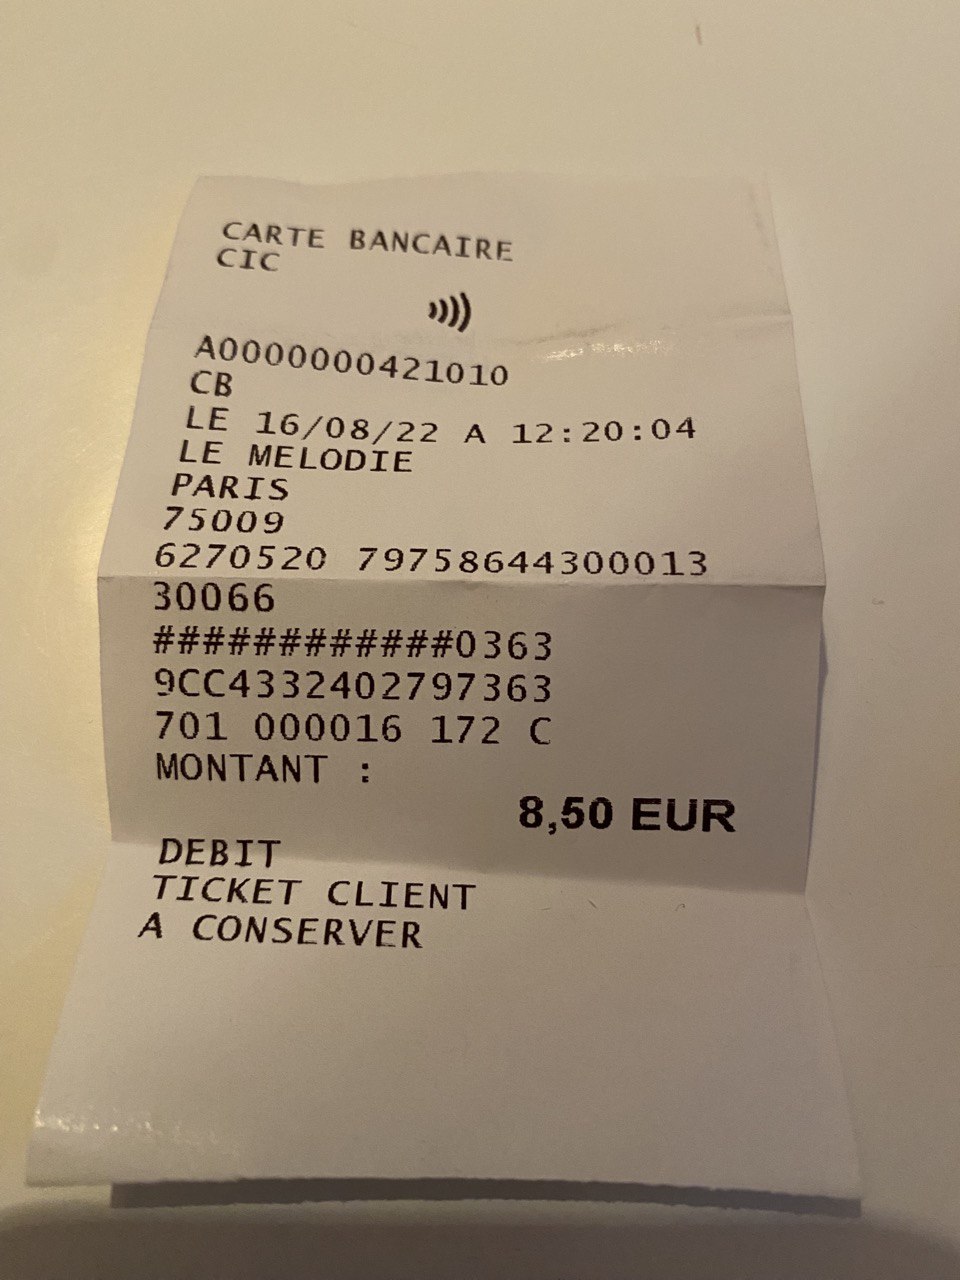 CARTE BANCAIRE
CIC
A0000000421010
CB
LE 16/08/22 A 12:20:04
LE MELODIE
PARIS
75009
6270520 79758644300013
30066
############0363
9CC4332402797363
701 000016 172 C
MONTANT :
8,50 EUR
DEBIT
TICKET CLIENT
A CONSERVER